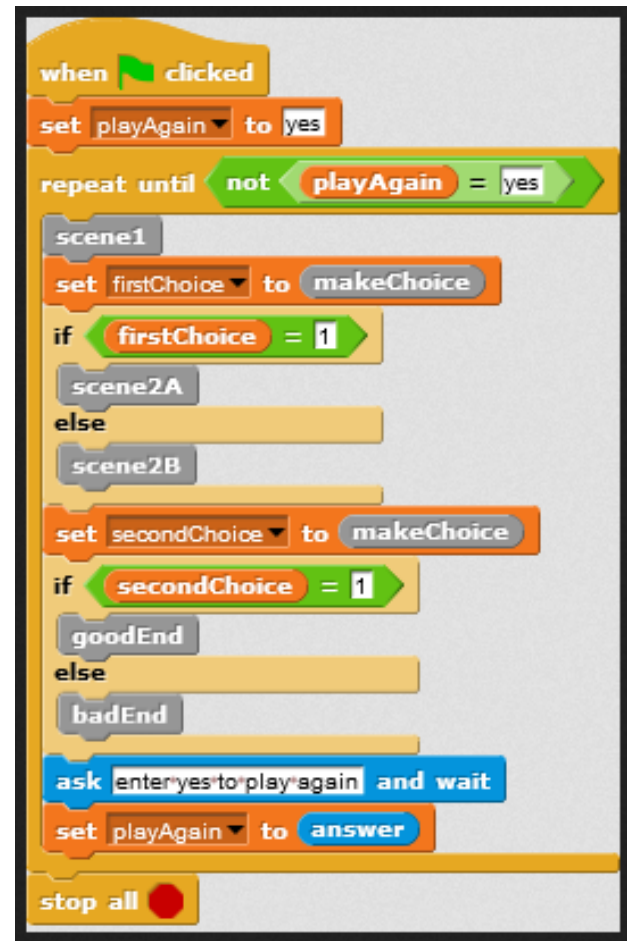 when clicked
set playAgain to yes
repeat until not playAgain = yes
scene1
set firstChoice to makeChoice
if firstChoice = 1
scene2A
else
scene2B
set secondChoice to makeChoice
if secondChoice = 1
goodEnd
else
badEnd
ask enter·yes·to·play·again and wait
set playAgain to answer
stop all